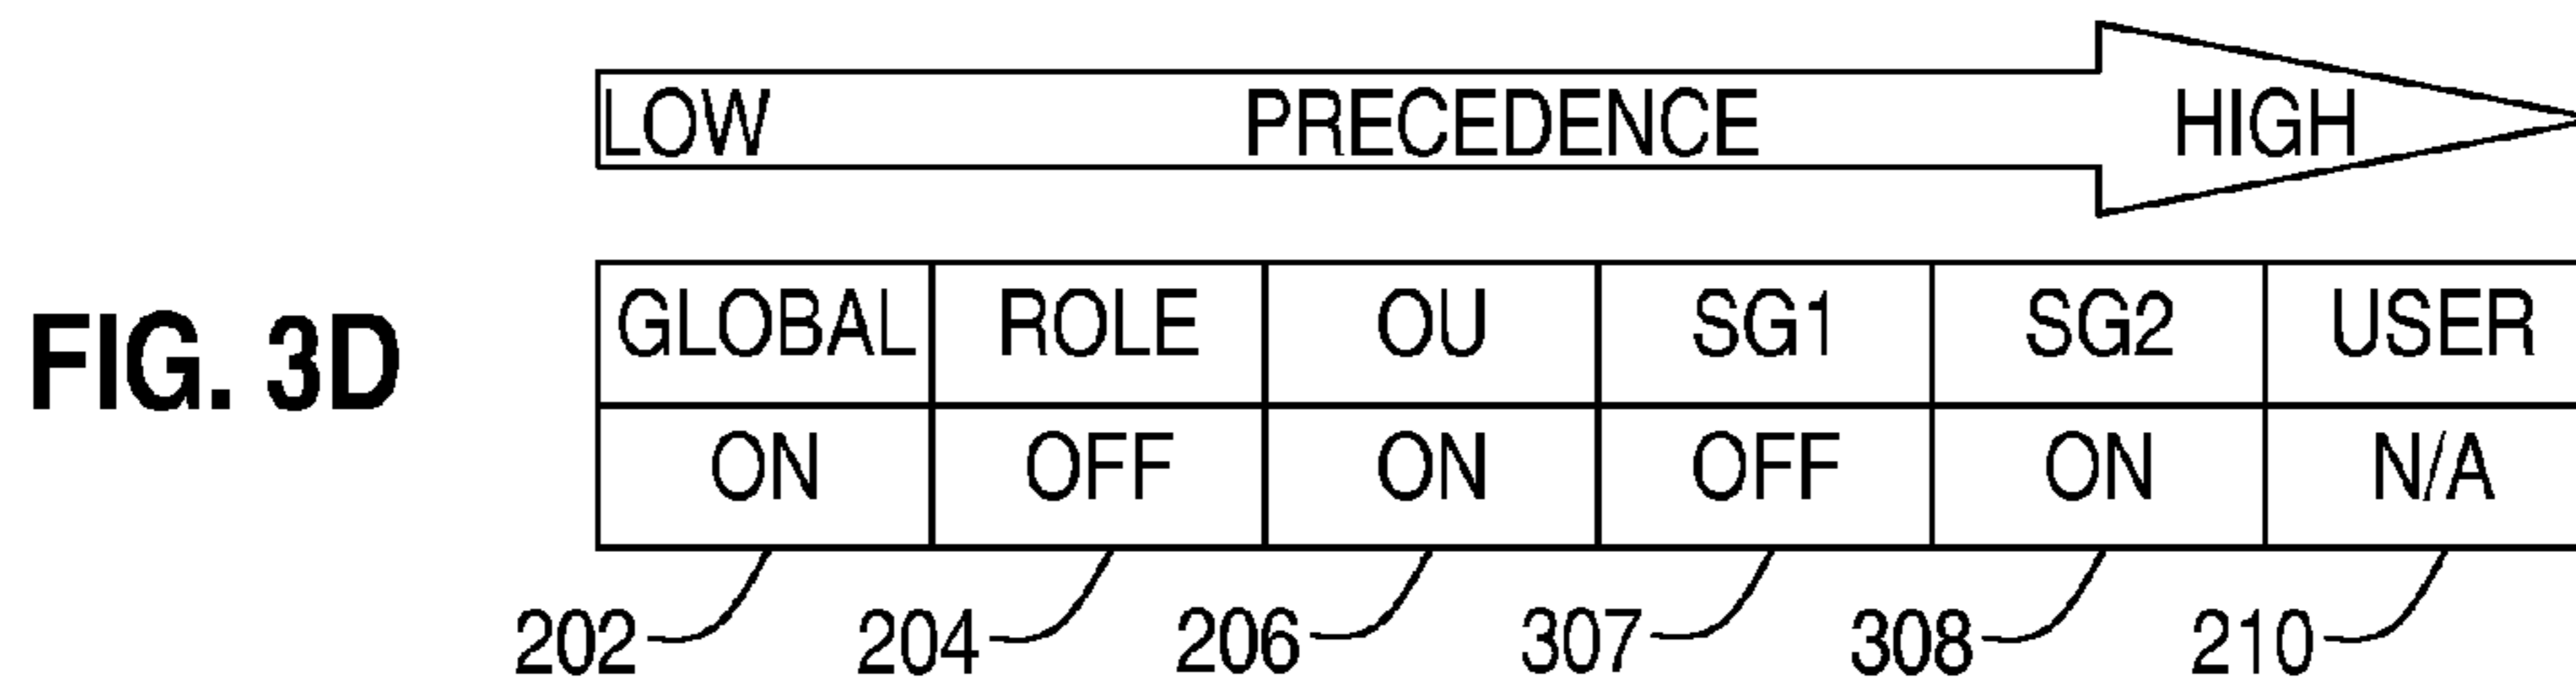 LOW PRECEDENCE HIGH
FIG. 3D
GLOBAL ROLE OU SG1 SG2 USER
ON OFF ON OFF ON N/A
202 204 206 307 308 210